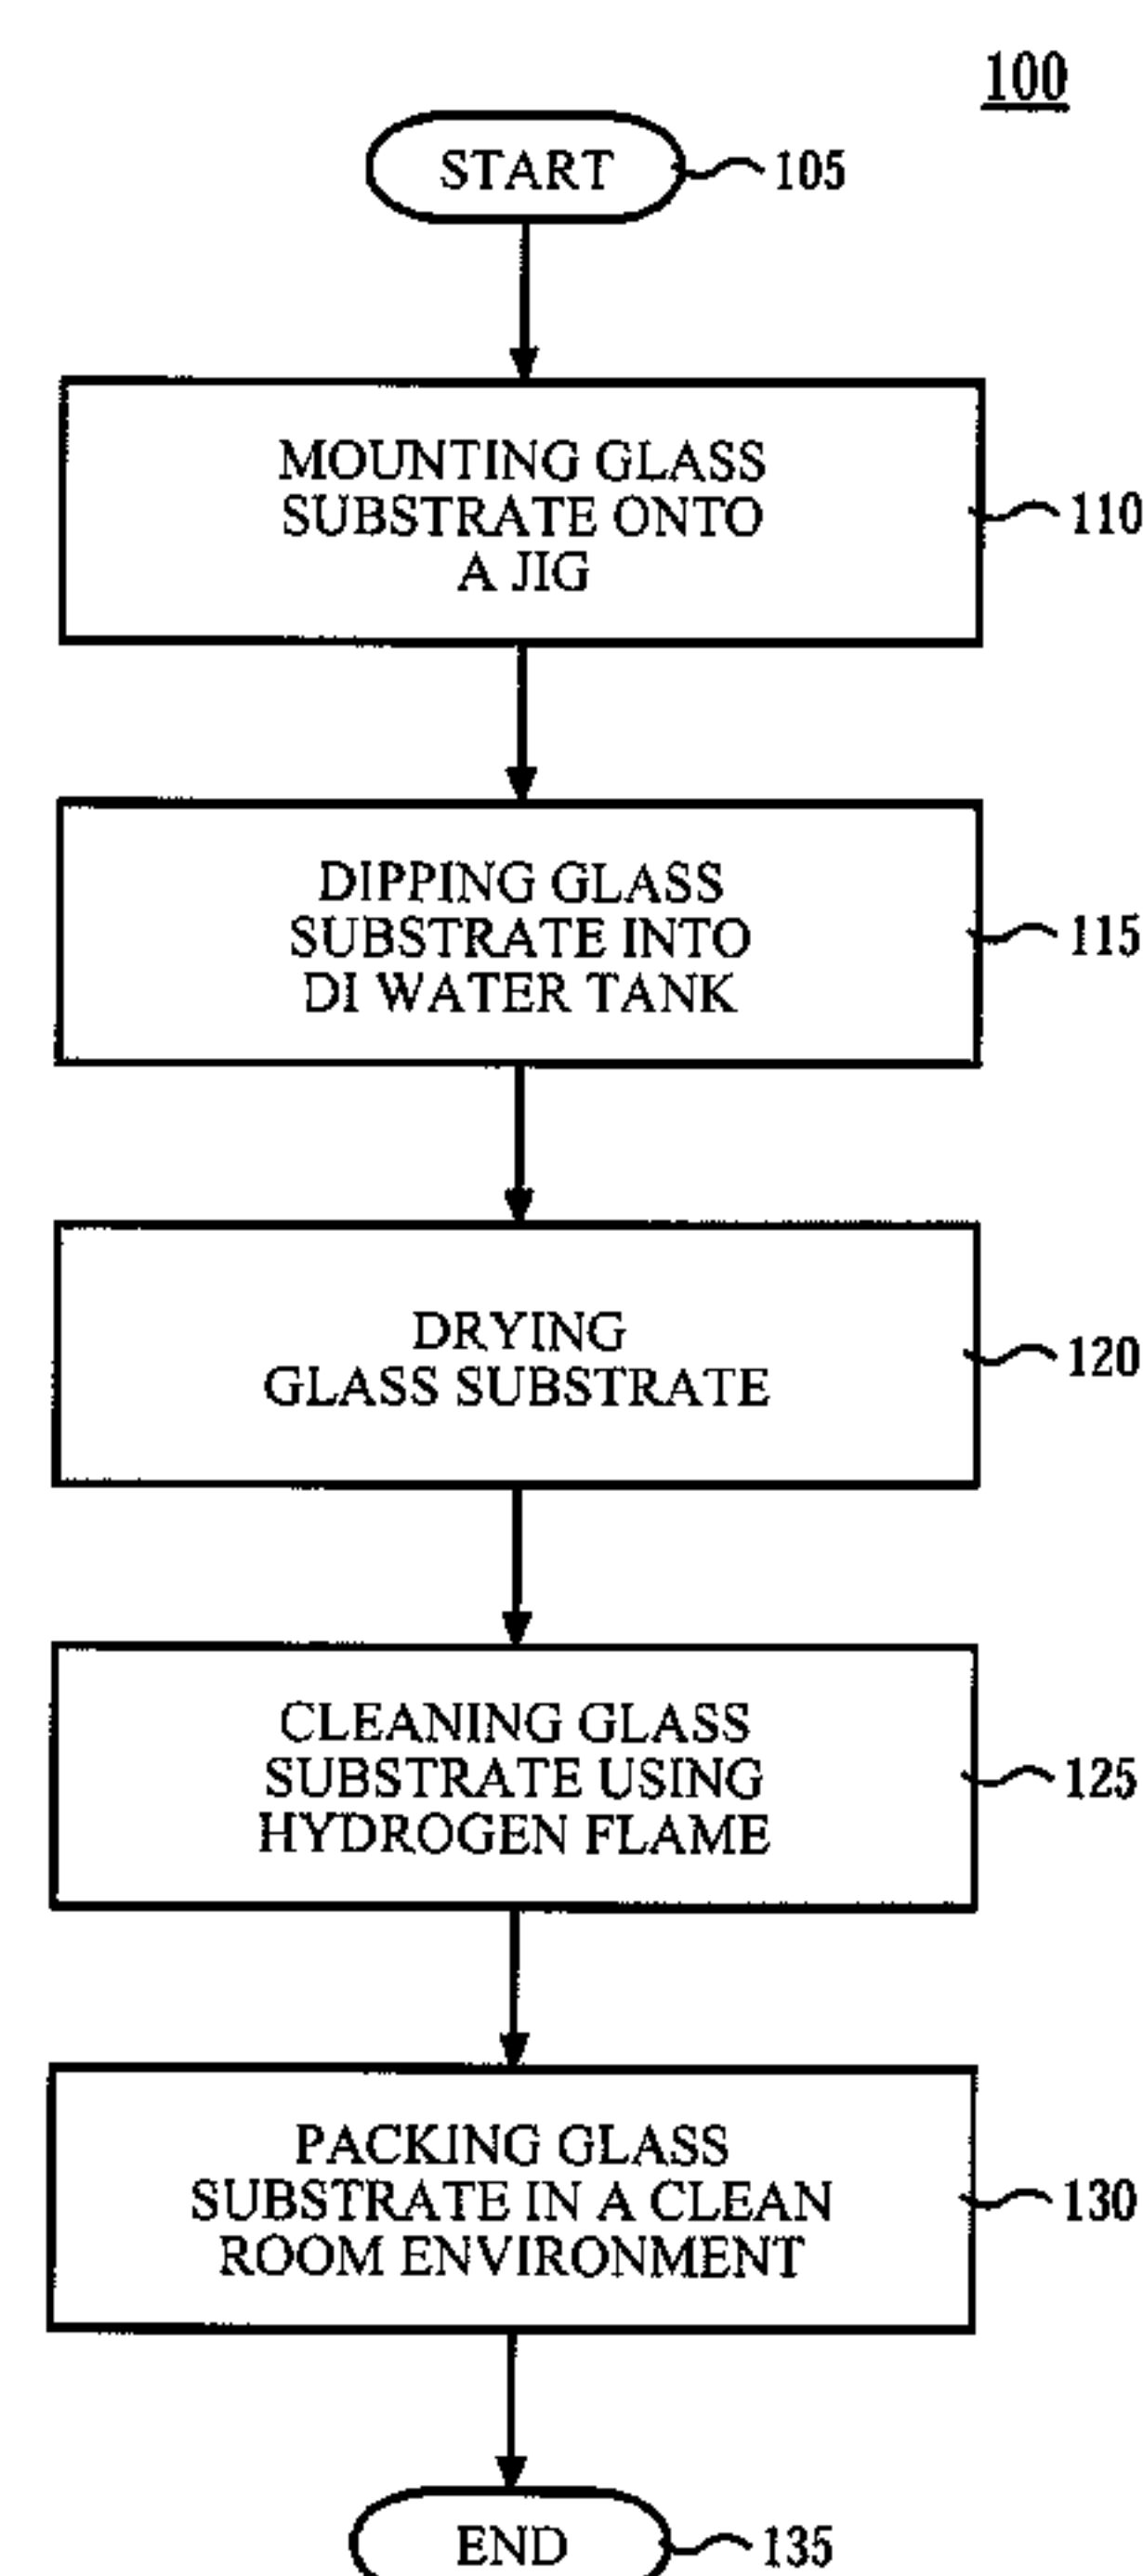 100
START
105
MOUNTING GLASS
SUBSTRATE ONTO
A JIG
110
DIPPING GLASS
SUBSTRATE INTO
DI WATER TANK
115
DRYING
GLASS SUBSTRATE
120
CLEANING GLASS
SUBSTRATE USING
HYDROGEN FLAME
125
PACKING GLASS
SUBSTRATE IN A CLEAN
ROOM ENVIRONMENT
130
END
135